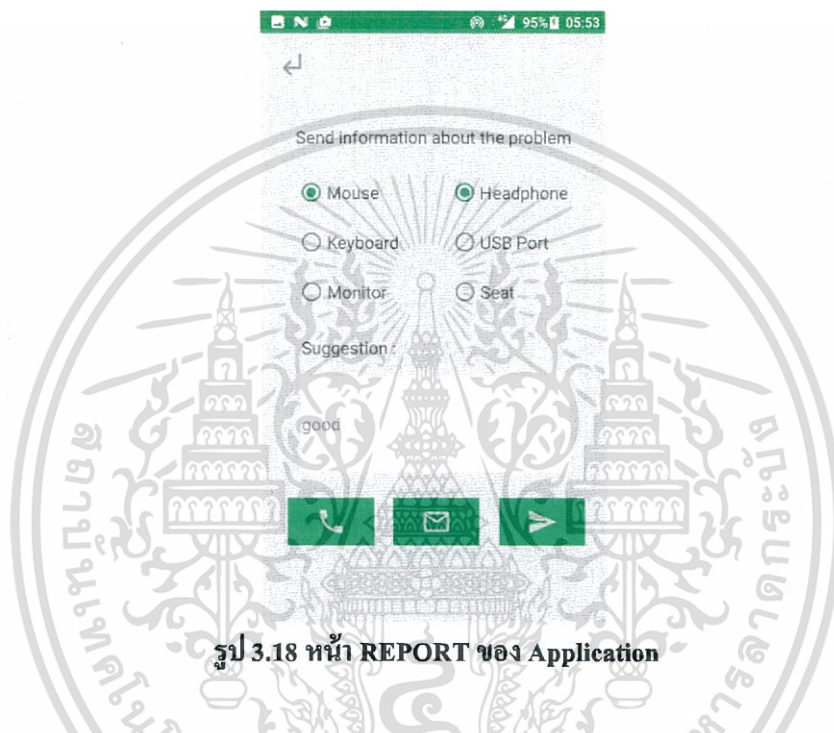 95% 05:53
Send information about the problem
Mouse Headphone
Keyboard USB Port
Monitor Seat
Suggestion :
good
รูป 3.18 หน้า REPORT ของ Application